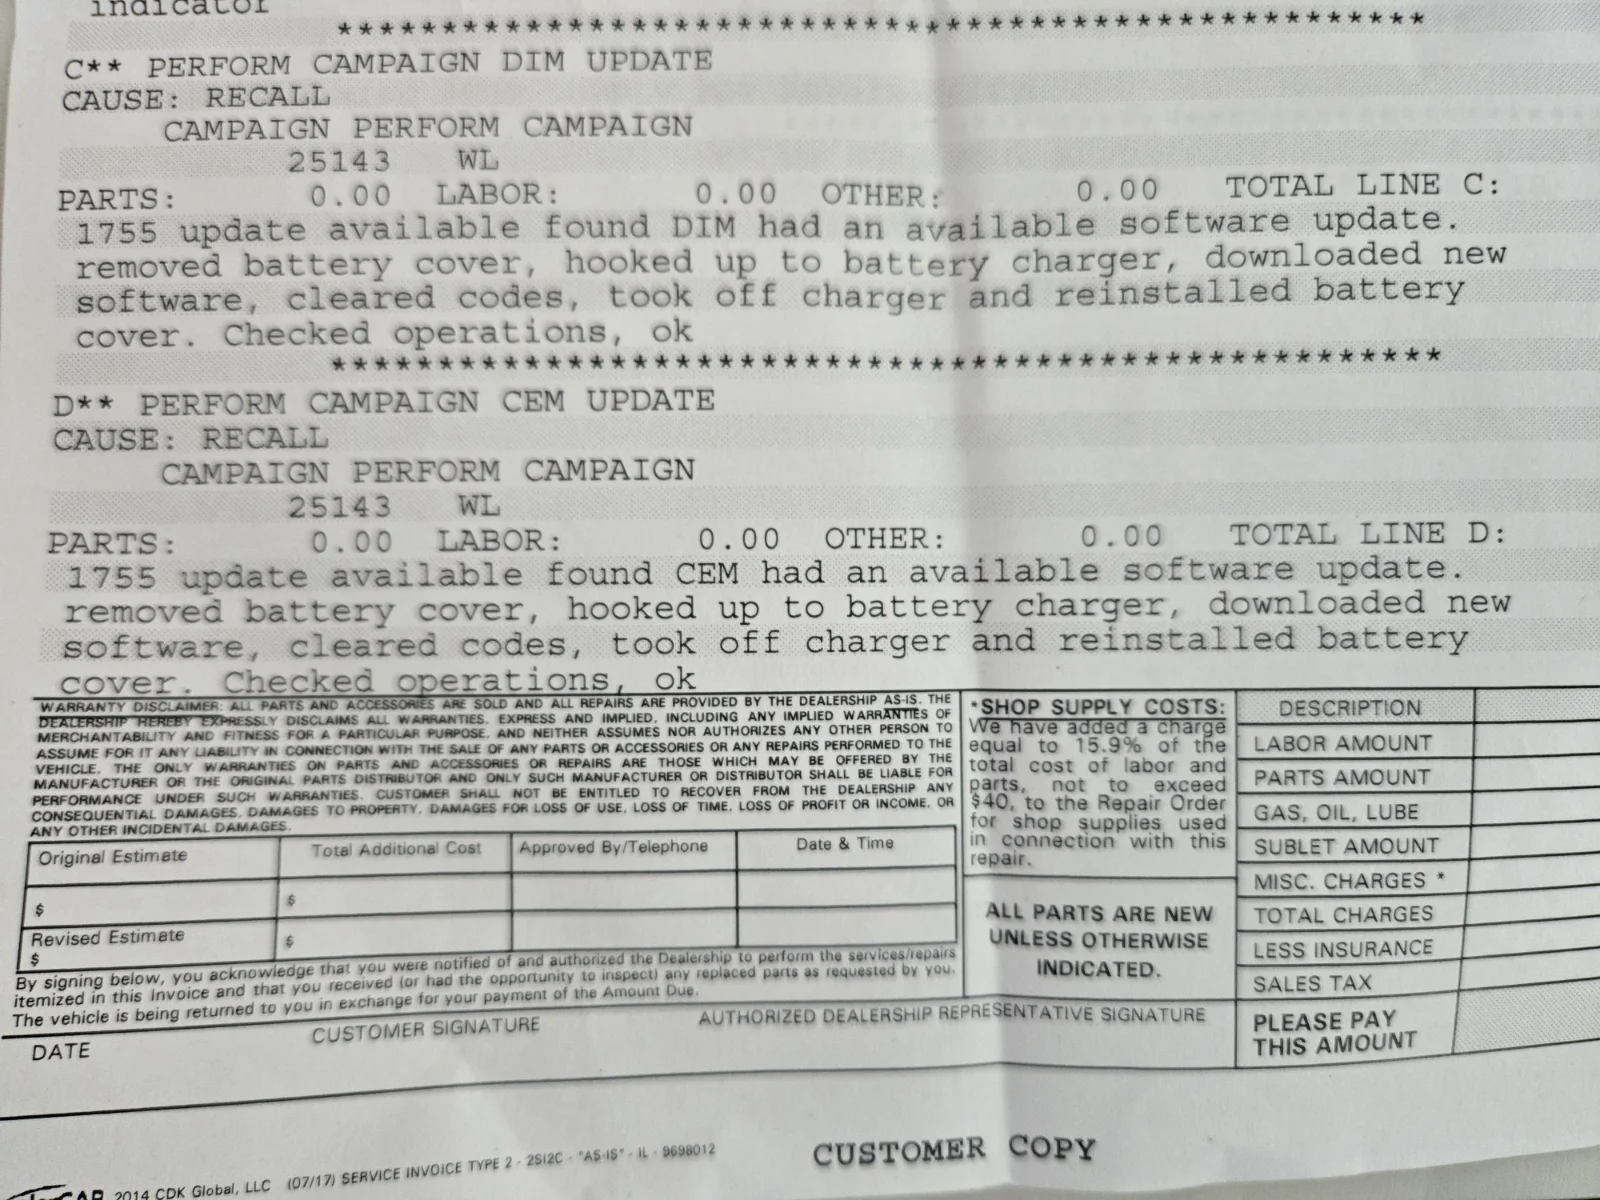 indicator
****************************************************
C** PERFORM CAMPAIGN DIM UPDATE
CAUSE: RECALL
CAMPAIGN PERFORM CAMPAIGN
25143 WL
PARTS: 0.00 LABOR: 0.00 OTHER: 0.00 TOTAL LINE C:
1755 update available found DIM had an available software update.
removed battery cover, hooked up to battery charger, downloaded new
software, cleared codes, took off charger and reinstalled battery
cover. Checked operations, ok
****************************************************
D** PERFORM CAMPAIGN CEM UPDATE
CAUSE: RECALL
CAMPAIGN PERFORM CAMPAIGN
25143 WL
PARTS: 0.00 LABOR: 0.00 OTHER: 0.00 TOTAL LINE D:
1755 update available found CEM had an available software update.
removed battery cover, hooked up to battery charger, downloaded new
software, cleared codes, took off charger and reinstalled battery
cover. Checked operations, ok
WARRANTY DISCLAIMER: ALL PARTS AND ACCESSORIES ARE SOLD AND ALL REPAIRS ARE PROVIDED BY THE DEALERSHIP AS-IS. THE
DEALERSHIP HEREBY EXPRESSLY DISCLAIMS ALL WARRANTIES, EXPRESS AND IMPLIED, INCLUDING ANY IMPLIED WARRANTIES OF
MERCHANTABILITY AND FITNESS FOR A PARTICULAR PURPOSE, AND NEITHER ASSUMES NOR AUTHORIZES ANY OTHER PERSON TO
ASSUME FOR IT ANY LIABILITY IN CONNECTION WITH THE SALE OF ANY PARTS OR ACCESSORIES OR ANY REPAIRS PERFORMED TO THE
VEHICLE. THE ONLY WARRANTIES ON PARTS AND ACCESSORIES OR REPAIRS ARE THOSE WHICH MAY BE OFFERED BY THE
MANUFACTURER OR THE ORIGINAL PARTS DISTRIBUTOR AND ONLY SUCH MANUFACTURER OR DISTRIBUTOR SHALL BE LIABLE FOR
PERFORMANCE UNDER SUCH WARRANTIES. CUSTOMER SHALL NOT BE ENTITLED TO RECOVER FROM THE DEALERSHIP ANY
CONSEQUENTIAL DAMAGES, DAMAGES TO PROPERTY, DAMAGES FOR LOSS OF USE, LOSS OF TIME, LOSS OF PROFIT OR INCOME, OR
ANY OTHER INCIDENTAL DAMAGES.
Original Estimate Total Additional Cost Approved By/Telephone Date & Time
$ $
Revised Estimate
$ $
By signing below, you acknowledge that you were notified of and authorized the Dealership to perform the services/repairs
itemized in this Invoice and that you received (or had the opportunity to inspect) any replaced parts as requested by you.
The vehicle is being returned to you in exchange for your payment of the Amount Due.
DATE CUSTOMER SIGNATURE AUTHORIZED DEALERSHIP REPRESENTATIVE SIGNATURE
*SHOP SUPPLY COSTS:
We have added a charge
equal to 15.9% of the
total cost of labor and
parts, not to exceed
$40, to the Repair Order
for shop supplies used
in connection with this
repair.
ALL PARTS ARE NEW
UNLESS OTHERWISE
INDICATED.
DESCRIPTION
LABOR AMOUNT
PARTS AMOUNT
GAS, OIL, LUBE
SUBLET AMOUNT
MISC. CHARGES *
TOTAL CHARGES
LESS INSURANCE
SALES TAX
PLEASE PAY
THIS AMOUNT
2014 CDK Global, LLC (07/17) SERVICE INVOICE TYPE 2 - 2SI2C - "AS-IS" - IL - 9698012
CUSTOMER COPY